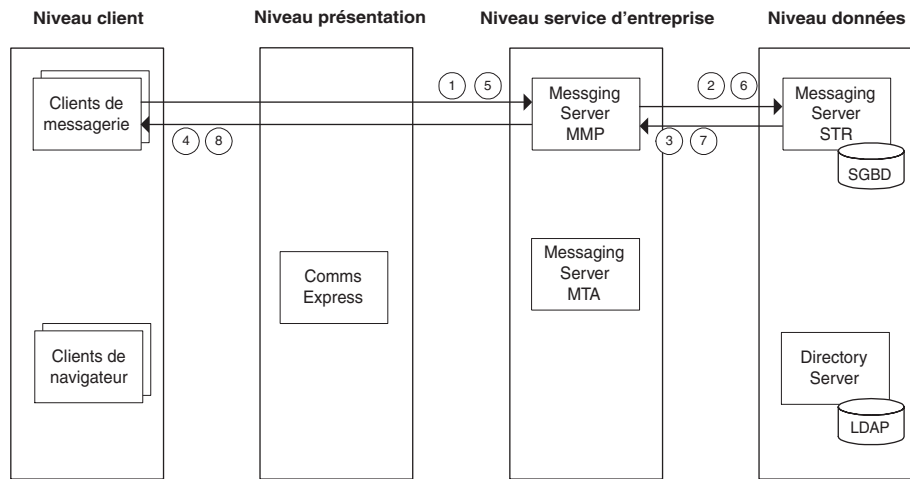 Niveau client
Niveau présentation
Niveau service d'entreprise
Niveau données
Clients de
messagerie
1 5
4 8
Messging
Server
MMP
2 6
3 7
Messaging
Server
STR
SGBD
Comms
Express
Messaging
Server
MTA
Clients de
navigateur
Directory
Server
LDAP